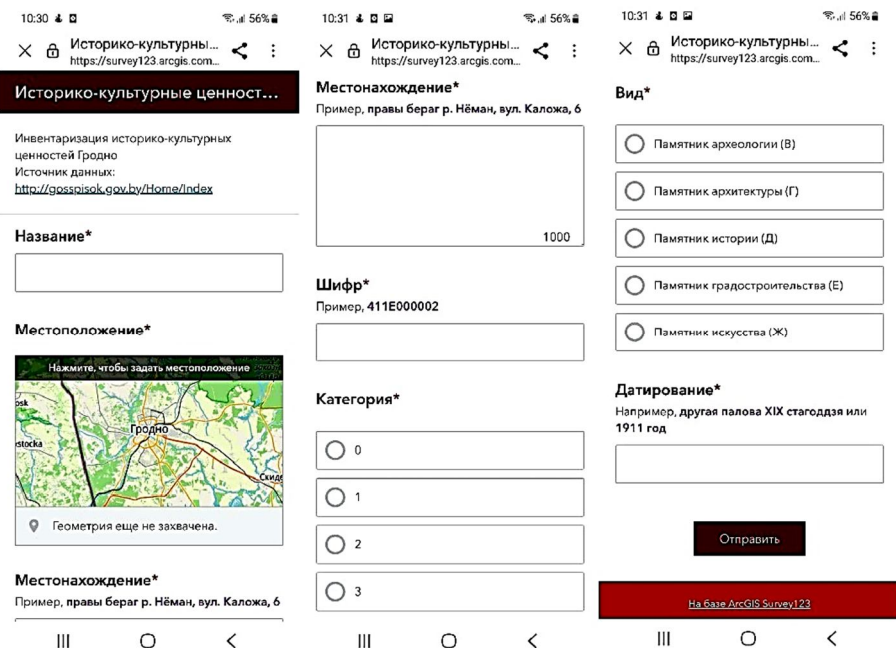 10:30 56%
Историко-культурны...
https://survey123.arcgis.com...
Историко-культурные ценност...
Инвентаризация историко-культурных
ценностей Гродно
Источник данных:
http://gosspisok.gov.by/Home/Index
Название*
Местоположение*
Нажмите, чтобы задать местоположение
Гродно
stocka
Скиде
Геометрия еще не захвачена.
Местонахождение*
Пример, правы бераг р. Нёман, вул. Каложа, 6
10:31 56%
Историко-культурны...
https://survey123.arcgis.com...
Местонахождение*
Пример, правы бераг р. Нёман, вул. Каложа, 6
1000
Шифр*
Пример, 411Е000002
Категория*
0
1
2
3
10:31 56%
Историко-культурны...
https://survey123.arcgis.com...
Вид*
Памятник археологии (В)
Памятник архитектуры (Г)
Памятник истории (Д)
Памятник градостроительства (Е)
Памятник искусства (Ж)
Датирование*
Например, другая палова XIX стагоддзя или
1911 год
Отправить
На базе ArcGIS Survey123